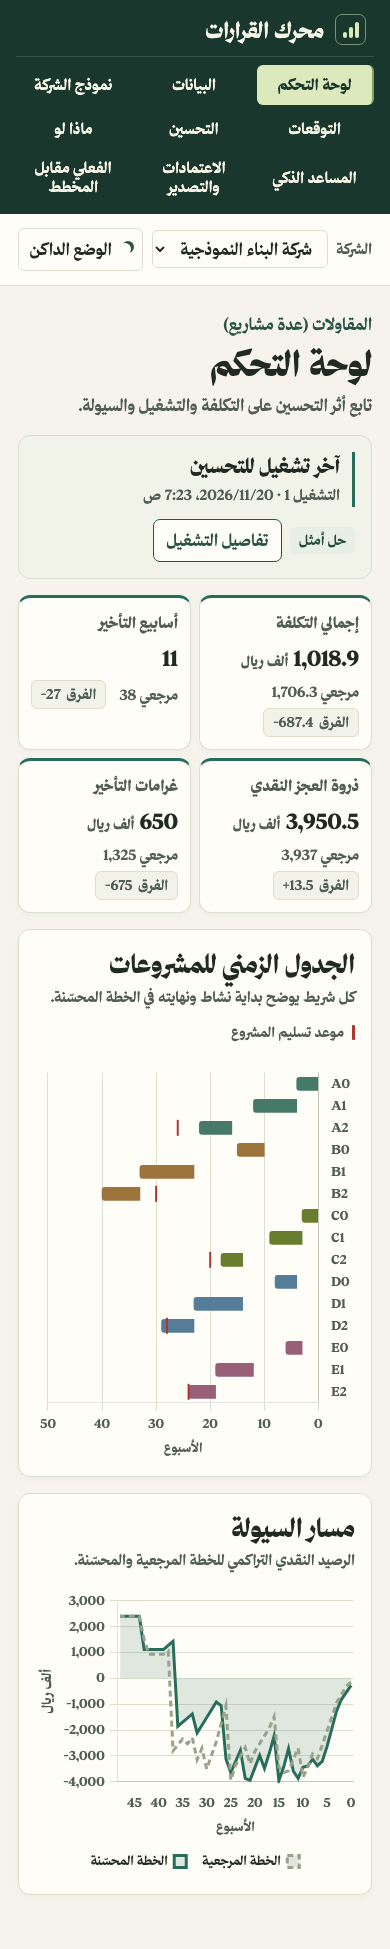 محرك القرارات
لوحة التحكم
البيانات
نموذج الشركة
التوقعات
التحسين
ماذا لو
المساعد الذكي
الاعتمادات والتصدير
الفعلي مقابل المخطط
الشركة
شركة البناء النموذجية
الوضع الداكن
المقاولات (عدة مشاريع)
لوحة التحكم
تابع أثر التحسين على التكلفة والتشغيل والسيولة.
آخر تشغيل للتحسين
التشغيل 1 · 2026/11/20، 7:23 ص
حل أمثل
تفاصيل التشغيل
إجمالي التكلفة
1,018.9 ألف ريال
مرجعي 1,706.3
الفرق -687.4
أسابيع التأخير
11
مرجعي 38
الفرق -27
ذروة العجز النقدي
3,950.5 ألف ريال
مرجعي 3,937
الفرق +13.5
غرامات التأخير
650 ألف ريال
مرجعي 1,325
الفرق -675
الجدول الزمني للمشروعات
كل شريط يوضح بداية نشاط ونهايته في الخطة المحسّنة.
موعد تسليم المشروع
A0
A1
A2
B0
B1
B2
C0
C1
C2
D0
D1
D2
E0
E1
E2
0 10 20 30 40 50
الأسبوع
مسار السيولة
الرصيد النقدي التراكمي للخطة المرجعية والمحسّنة.
ألف ريال
3,000
2,000
1,000
0
-1,000
-2,000
-3,000
-4,000
0 5 10 15 20 25 30 35 40 45
الأسبوع
الخطة المرجعية
الخطة المحسّنة